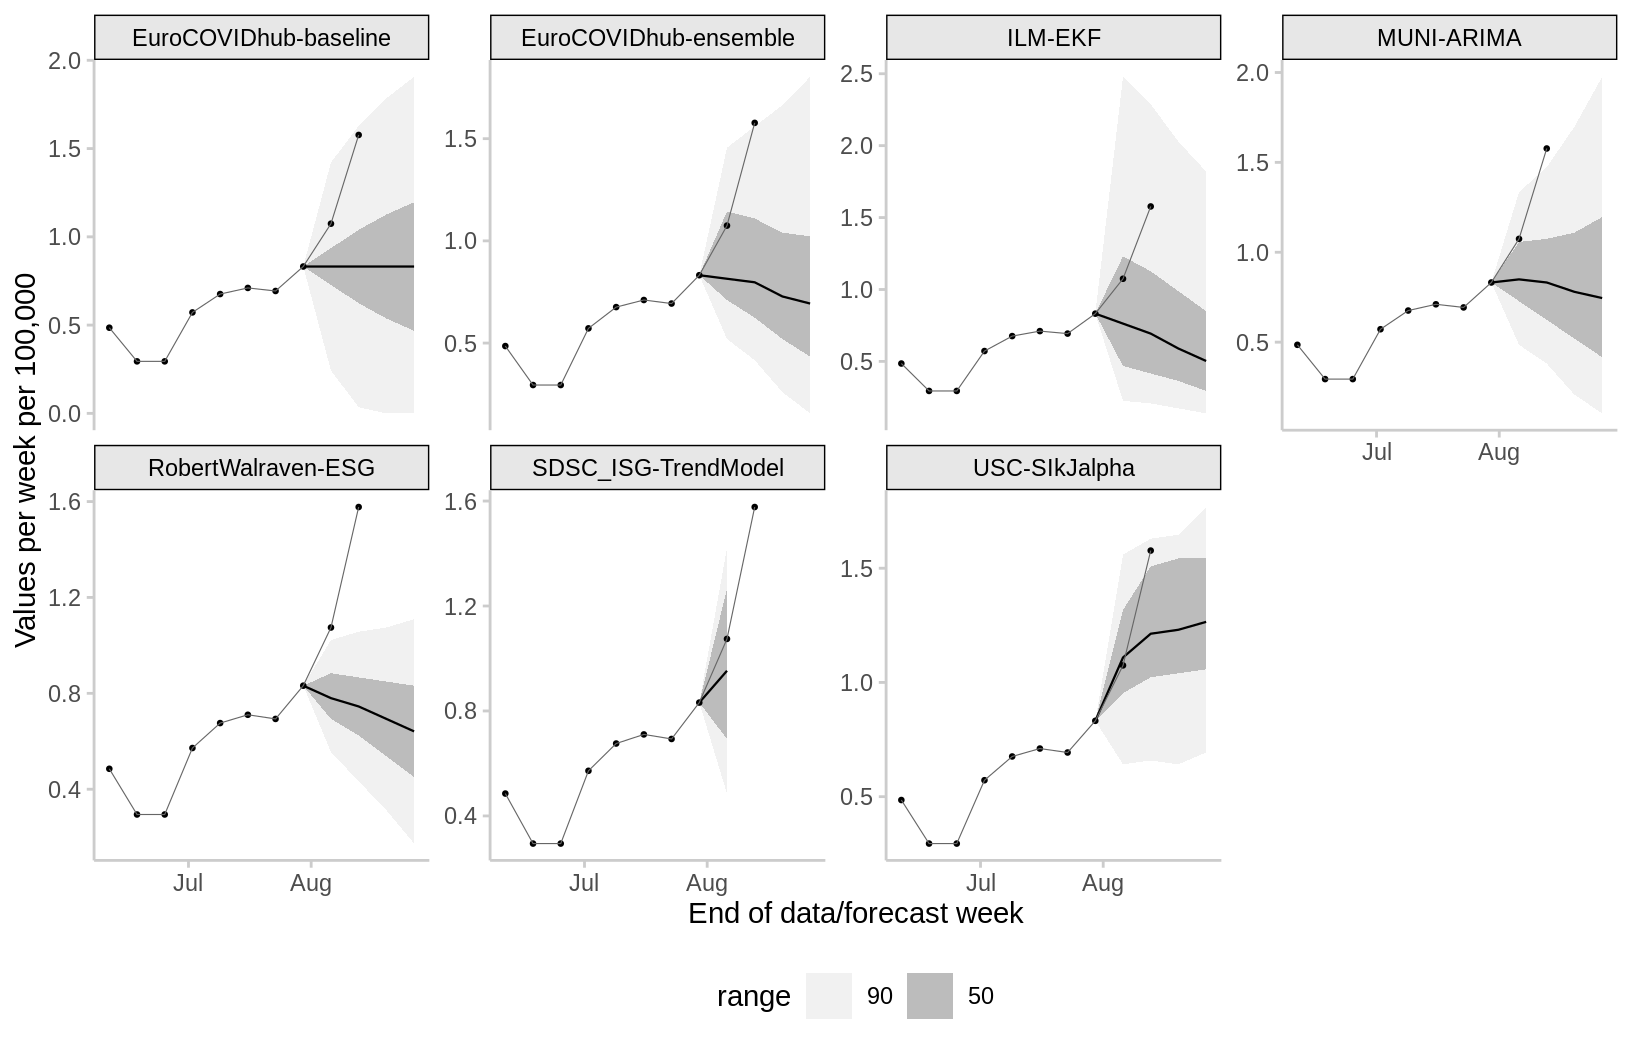 EuroCOVIDhub-baseline
EuroCOVIDhub-ensemble
ILM-EKF
MUNI-ARIMA
2.0
1.5
1.0
0.5
0.0
1.5
1.0
0.5
2.5
2.0
1.5
1.0
0.5
2.0
1.5
1.0
0.5
Jul
Aug
Values per week per 100,000
RobertWalraven-ESG
SDSC_ISG-TrendModel
USC-SIkJalpha
1.6
1.2
0.8
0.4
Jul
Aug
1.6
1.2
0.8
0.4
Jul
Aug
1.5
1.0
0.5
Jul
Aug
End of data/forecast week
range
90
50